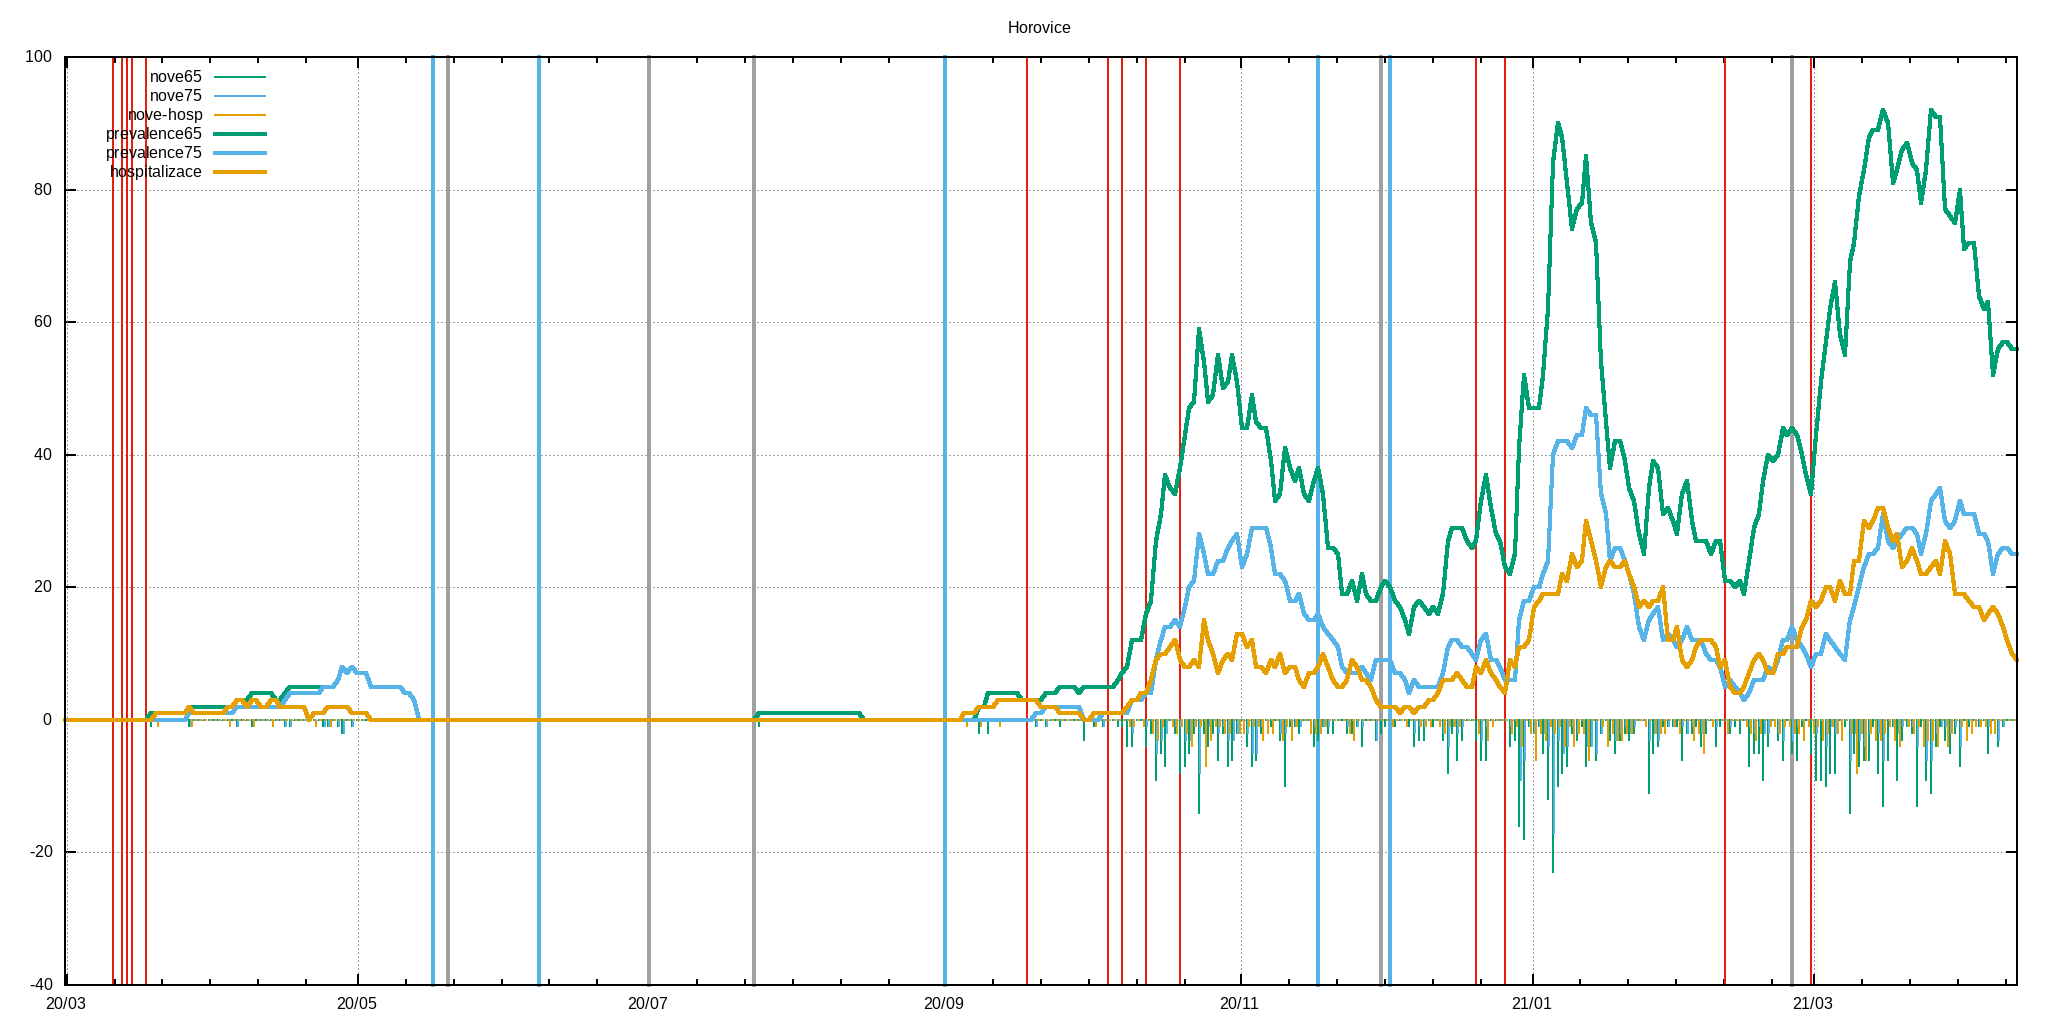 Horovice
100
80
60
40
20
0
-20
-40
nove65
nove75
nove-hosp
prevalence65
prevalence75
hospitalizace
20/03 20/05 20/07 20/09 20/11 21/01 21/03